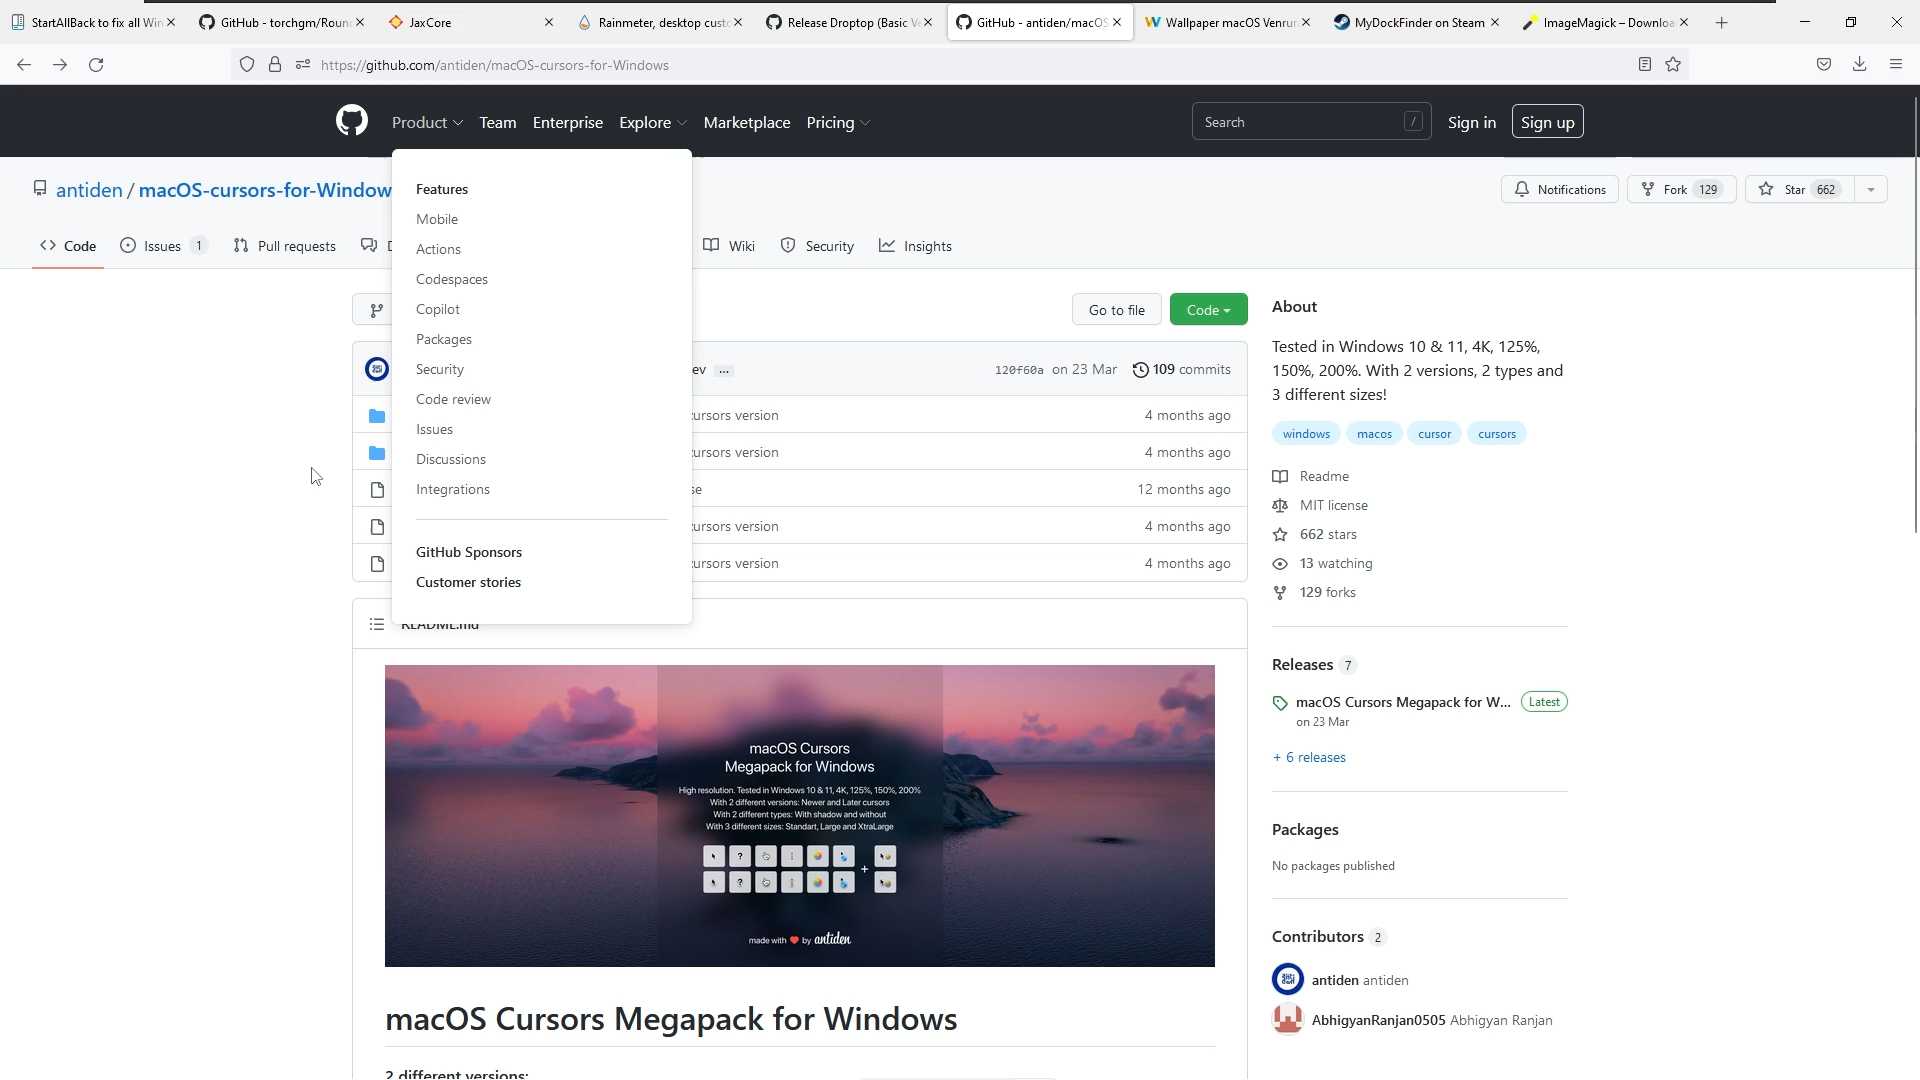 StartAllBack to fix all Win
GitHub - torchgm/Roun
JaxCore
Rainmeter, desktop cust
Release Droptop (Basic Ve
GitHub - antiden/macOS
Wallpaper macOS Venru
MyDockFinder on Steam
ImageMagick – Downloa
https://github.com/antiden/macOS-cursors-for-Windows
Product
Team
Enterprise
Explore
Marketplace
Pricing
Search
/
Sign in
Sign up
antiden / macOS-cursors-for-Window
Notifications
Fork 129
Star 662
Code
Issues 1
Pull requests
D
Wiki
Security
Insights
Features
Mobile
Actions
Codespaces
Copilot
Packages
Security
Code review
Issues
Discussions
Integrations
GitHub Sponsors
Customer stories
Go to file
Code
ev ...
120f60a on 23 Mar
109 commits
cursors version
4 months ago
cursors version
4 months ago
se
12 months ago
cursors version
4 months ago
cursors version
4 months ago
README.md
macOS Cursors
Megapack for Windows
High resolution. Tested in Windows 10 & 11, 4K, 125%, 150%, 200%
With 2 different versions: Newer and Later cursors
With 2 different types: With shadow and without
With 3 different sizes: Standart, Large and XtraLarge
? +
?
made with ❤ by antiden
macOS Cursors Megapack for Windows
2 different versions:
About
Tested in Windows 10 & 11, 4K, 125%,
150%, 200%. With 2 versions, 2 types and
3 different sizes!
windows
macos
cursor
cursors
Readme
MIT license
662 stars
13 watching
129 forks
Releases 7
macOS Cursors Megapack for W...
Latest
on 23 Mar
+ 6 releases
Packages
No packages published
Contributors 2
antiden antiden
AbhigyanRanjan0505 Abhigyan Ranjan